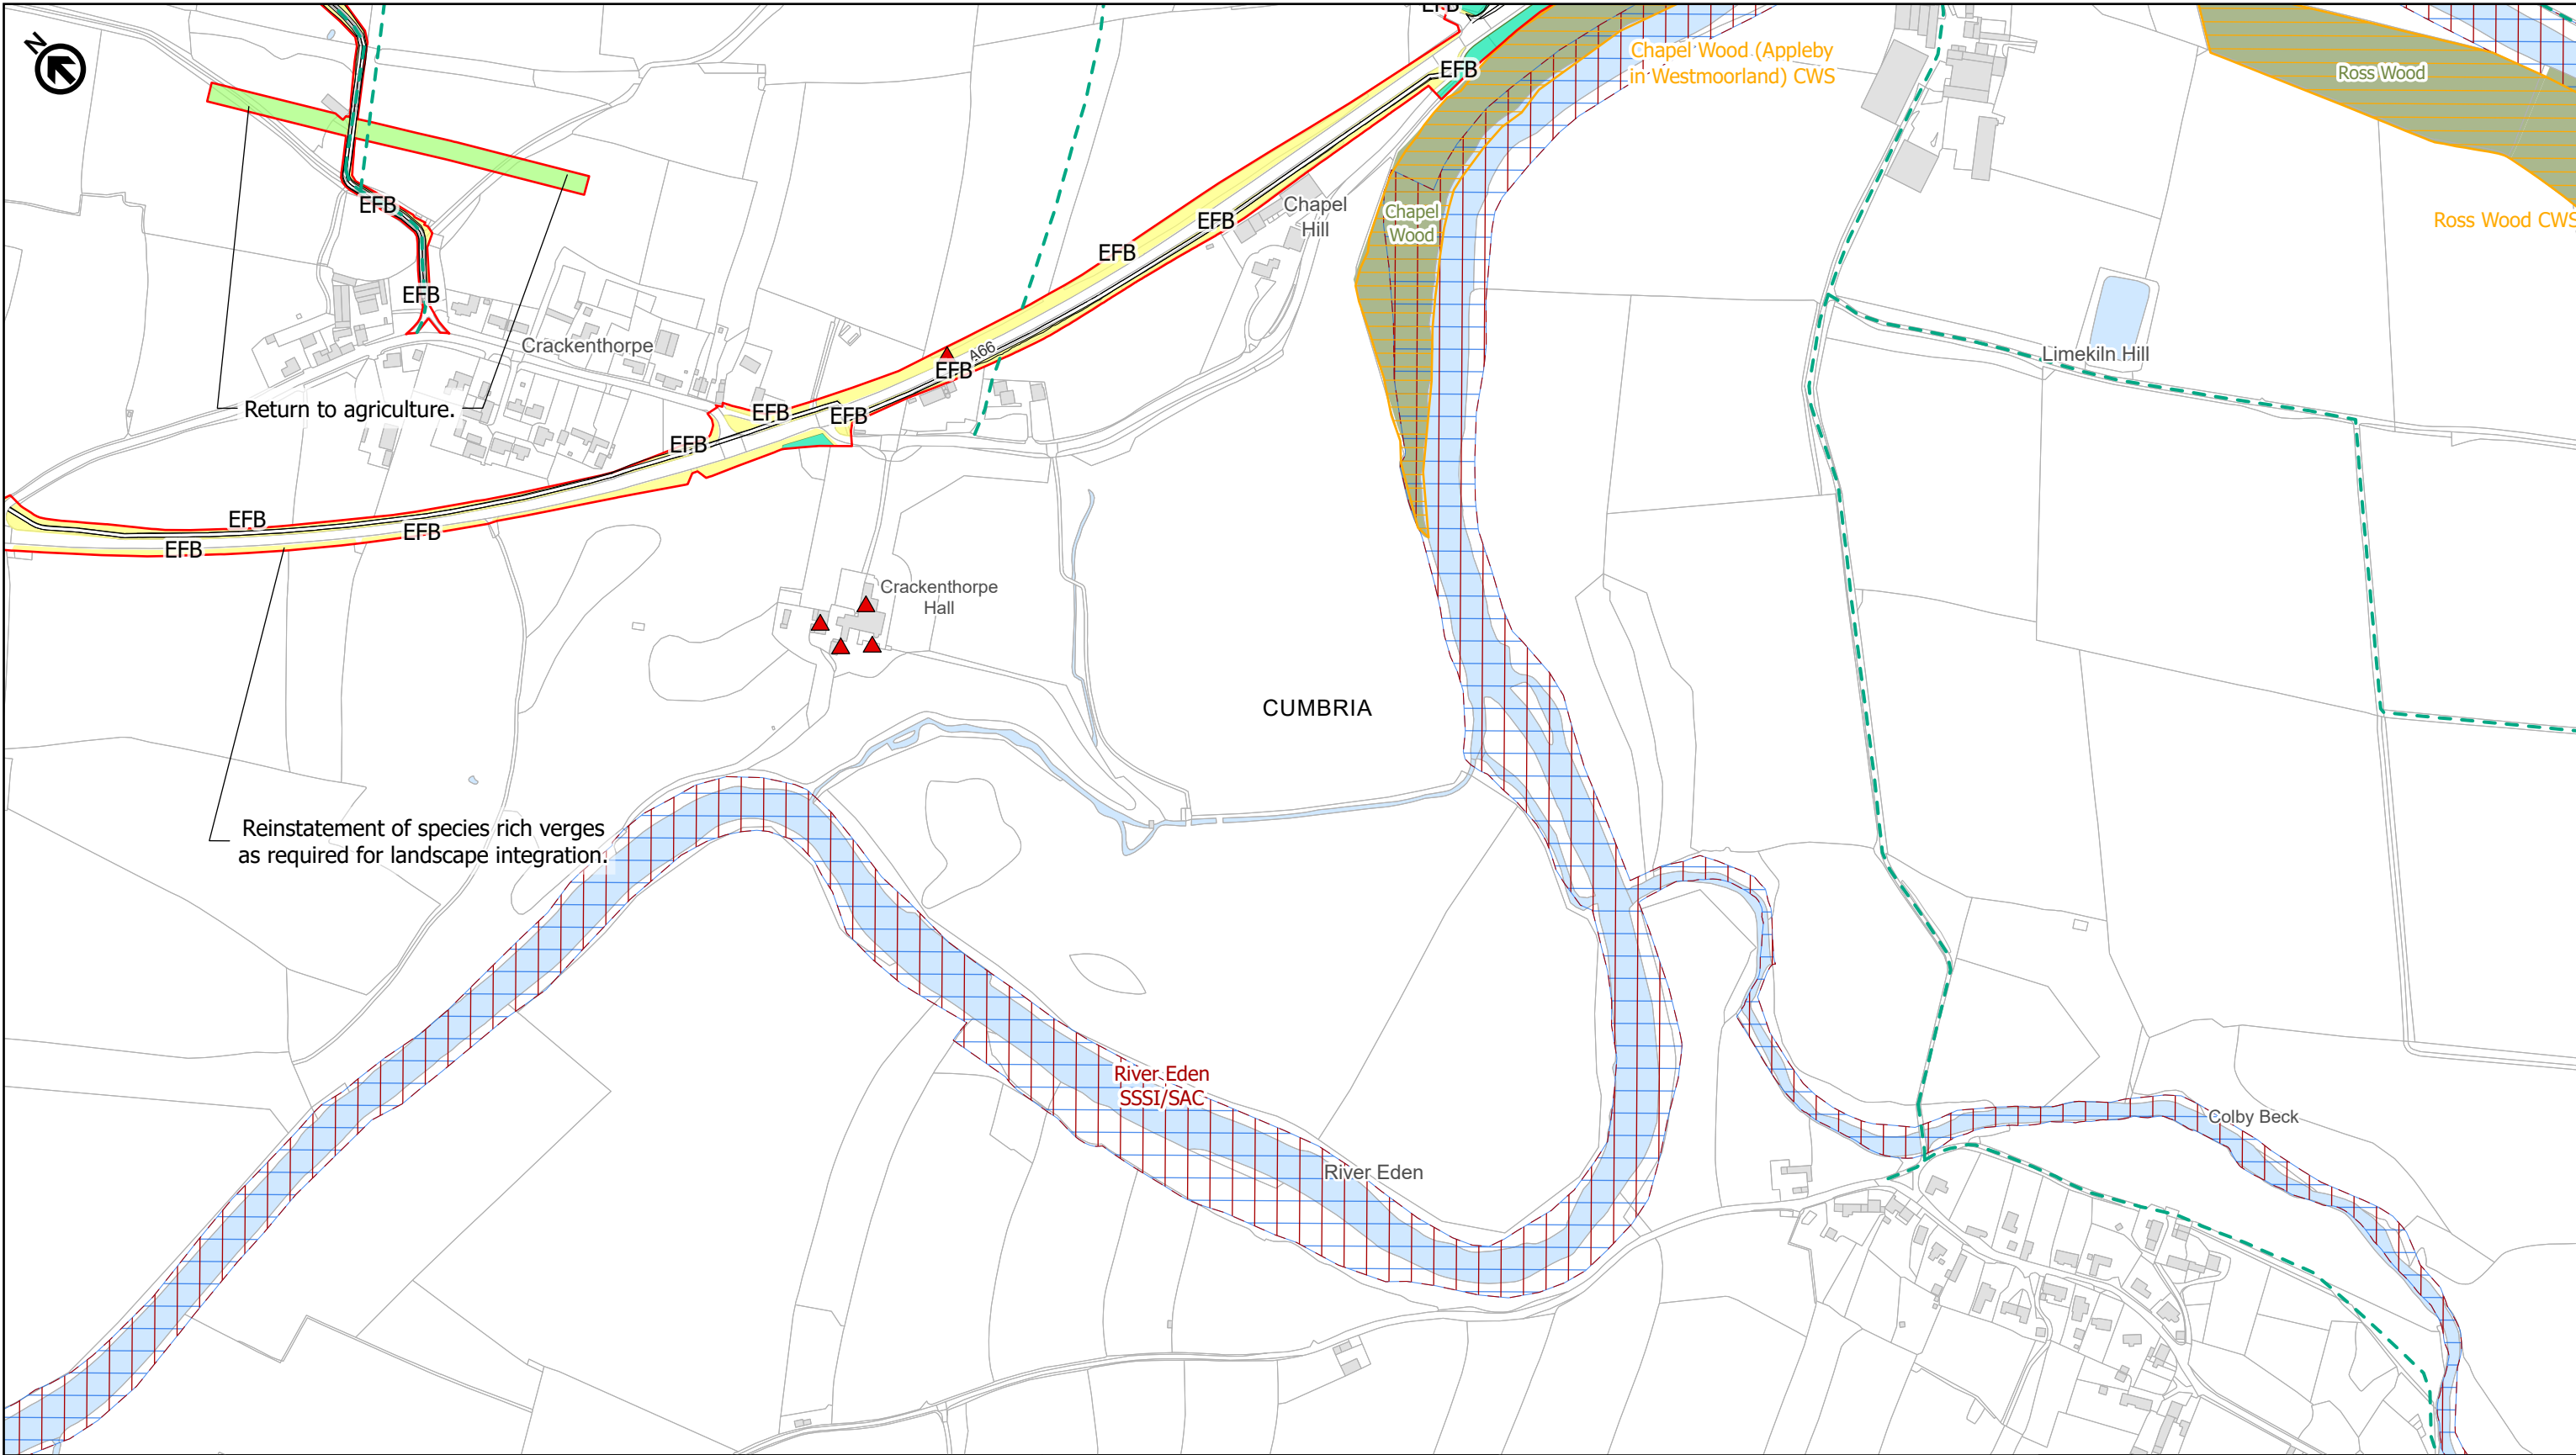 N
EFB
Chapel Wood (Appleby
in Westmoorland) CWS
EFB
Ross Wood
EFB
Chapel
Hill
Chapel
Wood
EFB
EFB
Ross Wood CWS
EFB
Crackenthorpe
A66
EFB
Limekiln Hill
Return to agriculture.
EFB
EFB
EFB
EFB
EFB
EFB
Crackenthorpe
Hall
CUMBRIA
Reinstatement of species rich verges
as required for landscape integration.
River Eden
SSSI/SAC
River Eden
Colby Beck